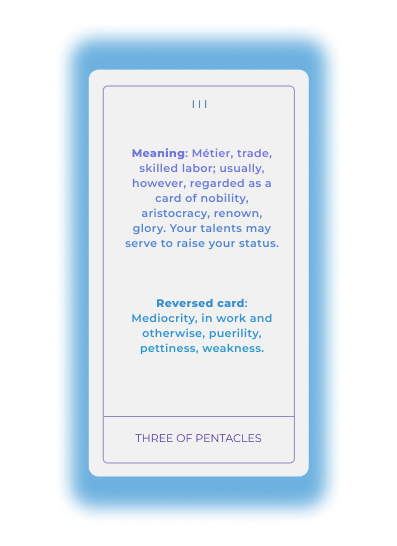 III
Meaning: Métier, trade,
skilled labor; usually,
however, regarded as a
card of nobility,
aristocracy, renown,
glory. Your talents may
serve to raise your status.
Reversed card:
Mediocrity, in work and
otherwise, puerility,
pettiness, weakness.
THREE OF PENTACLES